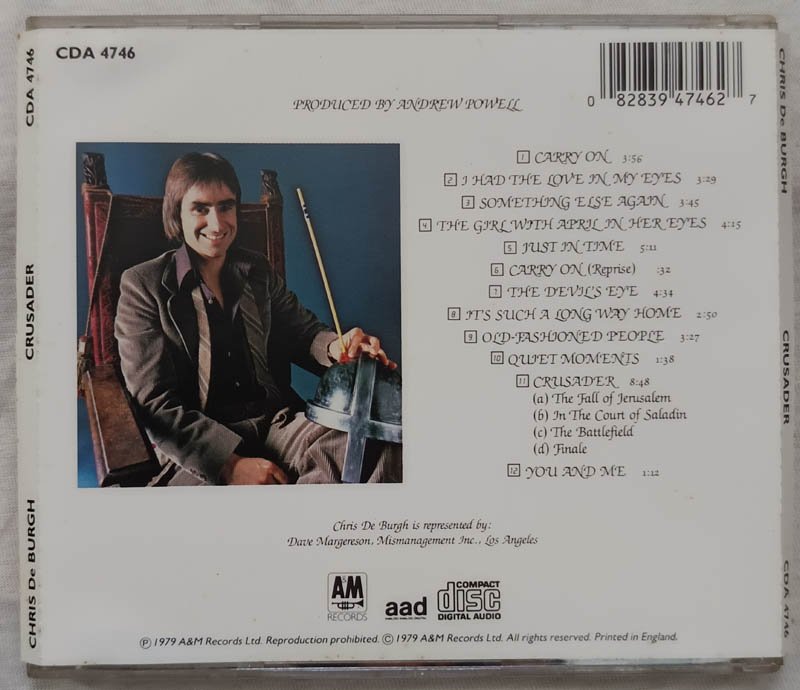 CDA 4746
CRUSADER
CHRIS De BURGH
CDA 4746
0 82839 47462 7
PRODUCED BY ANDREW POWELL
1 CARRY ON 3:56
2 I HAD THE LOVE IN MY EYES 3:29
3 SOMETHING ELSE AGAIN 3:45
4 THE GIRL WITH APRIL IN HER EYES 4:15
5 JUST IN TIME 5:11
6 CARRY ON (Reprise) :32
7 THE DEVIL'S EYE 4:34
8 IT'S SUCH A LONG WAY HOME 2:50
9 OLD-FASHIONED PEOPLE 3:27
10 QUIET MOMENTS 1:38
11 CRUSADER 8:48
(a) The Fall of Jerusalem
(b) In The Court of Saladin
(c) The Battlefield
(d) Finale
12 YOU AND ME 1:12
Chris De Burgh is represented by:
Dave Margereson, Mismanagement Inc., Los Angeles
A&M
RECORDS
aad
COMPACT
disc
DIGITAL AUDIO
Ⓟ 1979 A&M Records Ltd. Reproduction prohibited. © 1979 A&M Records Ltd. All rights reserved. Printed in England.
CHRIS De BURGH
CRUSADER
CDA 4746